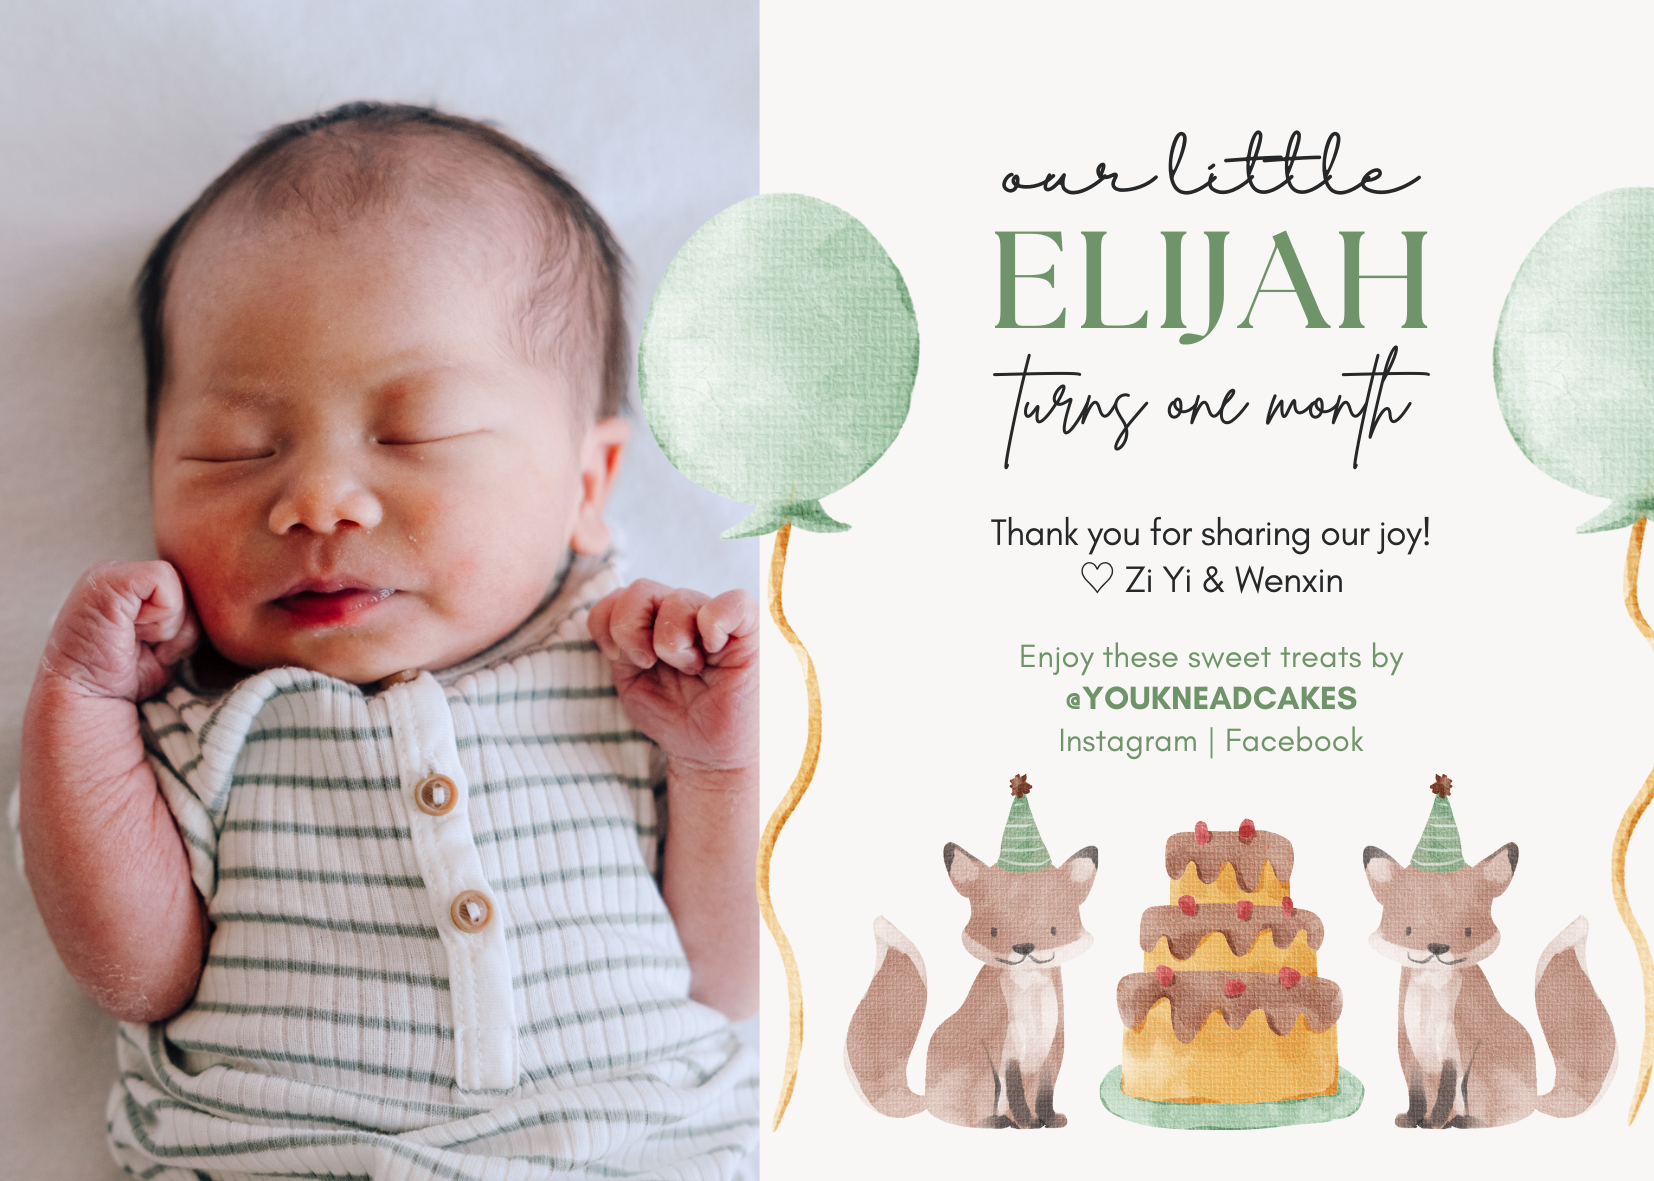 our little
ELIJAH
turns one month
Thank you for sharing our joy!
♡ Zi Yi & Wenxin
Enjoy these sweet treats by
@YOUKNEADCAKES
Instagram | Facebook